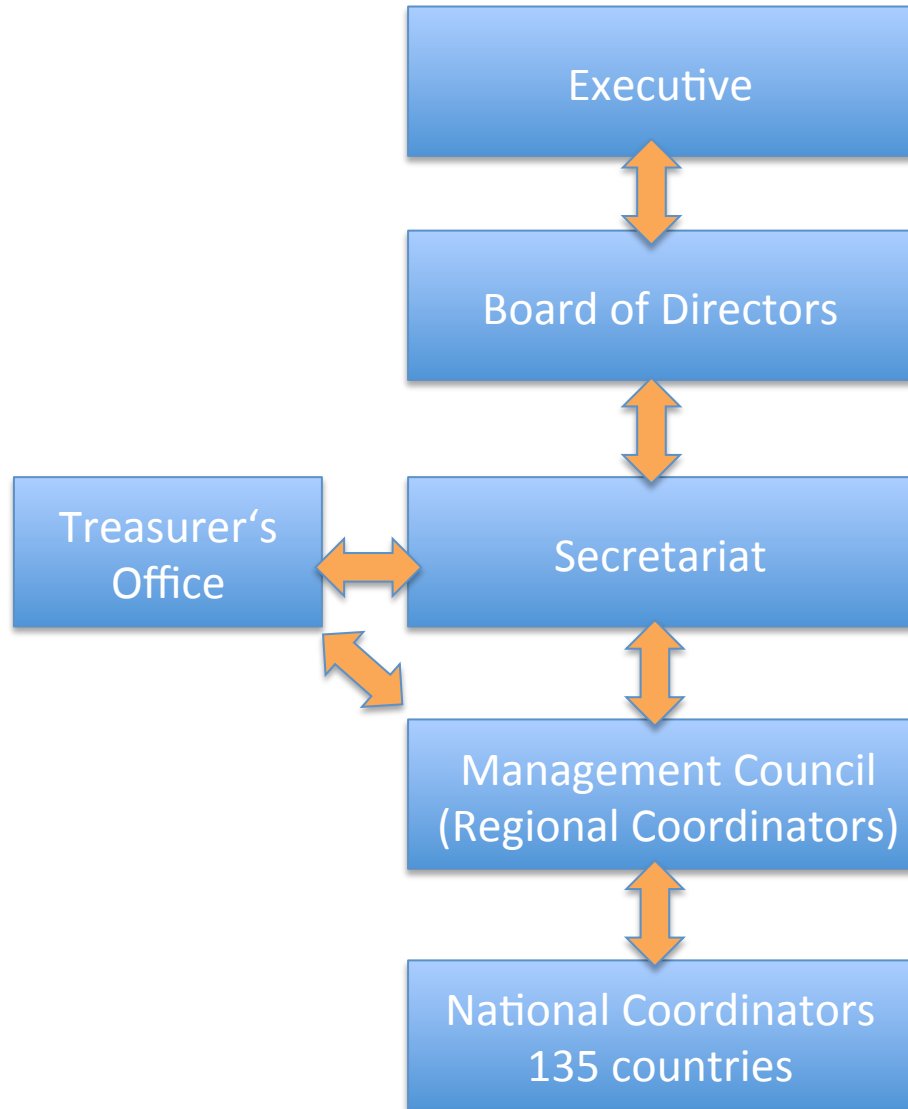 Executive
Board of Directors
Treasurer‘s
Office
Secretariat
Management Council
(Regional Coordinators)
National Coordinators
135 countries